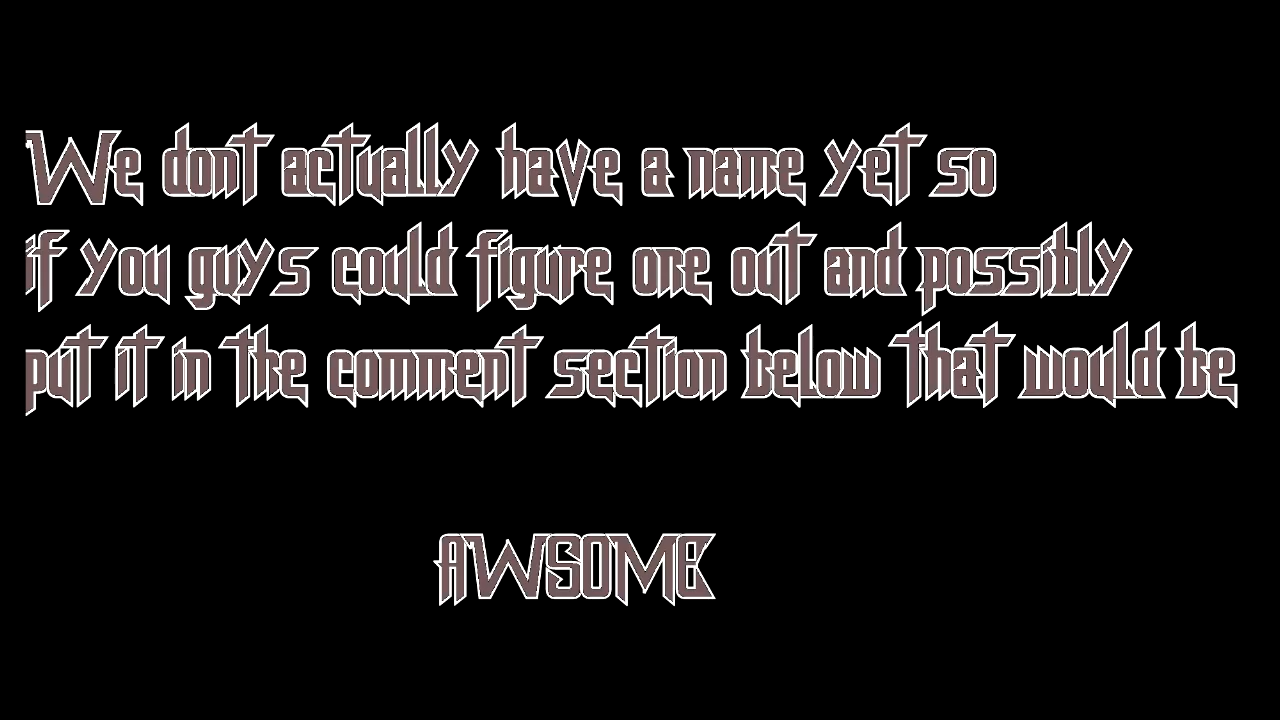 We dont actually have a name yet so
if you guys could figure one out and possibly
put it in the comment section below that would be
AWSOME